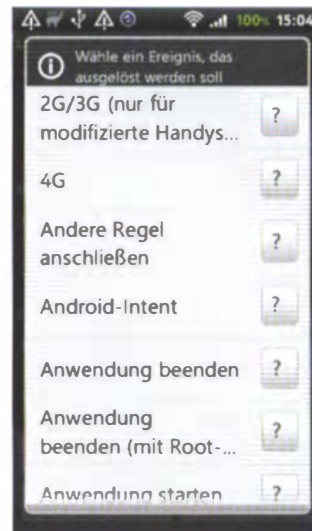 100% 15:04
Wähle ein Ereignis, das
ausgelöst werden soll
2G/3G (nur für
modifizierte Handys...
?
4G
?
Andere Regel
anschließen
?
Android-Intent
?
Anwendung beenden
?
Anwendung
beenden (mit Root-...
?
Anwendung starten
?